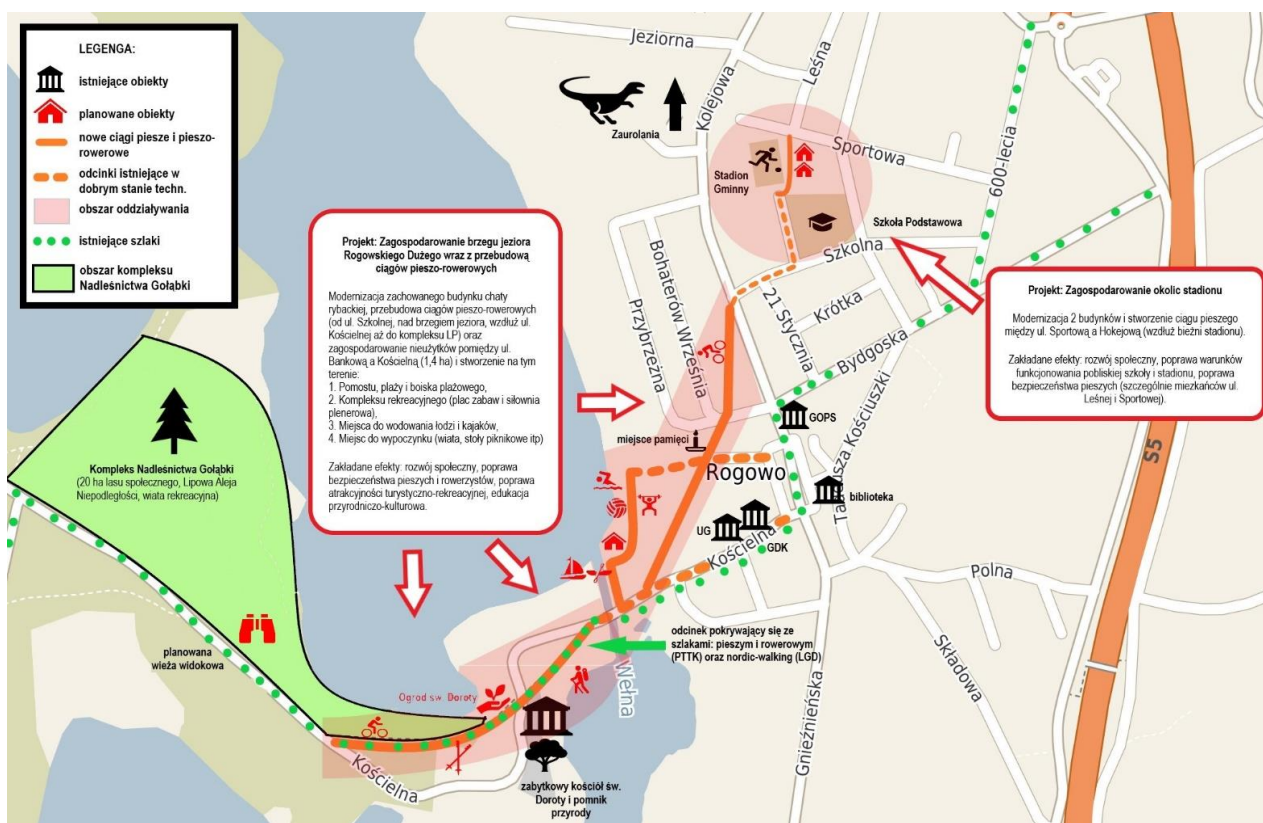 LEGENGA:
istniejące obiekty
planowane obiekty
nowe ciągi piesze i pieszo-
rowerowe
odcinki istniejące w
dobrym stanie techn.
obszar oddziaływania
istniejące szlaki
obszar kompleksu
Nadleśnictwa Gołąbki
Jeziorna
Kolejowa
Leśna
Zaurolania
Sportowa
600-lecia
Stadion
Gminny
Szkoła Podstawowa
Szkolna
Projekt: Zagospodarowanie brzegu jeziora
Rogowskiego Dużego wraz z przebudową
ciągów pieszo-rowerowych
Modernizacja zachowanego budynku chaty
rybackiej, przebudowa ciągów pieszo-rowerowych
(od ul. Szkolnej, nad brzegiem jeziora, wzdłuż ul.
Kościelnej aż do kompleksu LP) oraz
zagospodarowanie nieużytków pomiędzy ul.
Bankową a Kościelną (1,4 ha) i stworzenie na tym
terenie:
1. Pomostu, plaży i boiska plażowego,
2. Kompleksu rekreacyjnego (plac zabaw i siłownia
plenerowa),
3. Miejsca do wodowania łodzi i kajaków,
4. Miejsc do wypoczynku (wiata, stoły piknikowe itp)
Zakładane efekty: rozwój społeczny, poprawa
bezpieczeństwa pieszych i rowerzystów, poprawa
atrakcyjności turystyczno-rekreacyjnej, edukacja
przyrodniczo-kulturowa.
Projekt: Zagospodarowanie okolic stadionu
Modernizacja 2 budynków i stworzenie ciągu pieszego
między ul. Sportową a Hokejową (wzdłuż bieżni stadionu).
Zakładane efekty: rozwój społeczny, poprawa warunków
funkcjonowania pobliskiej szkoły i stadionu, poprawa
bezpieczeństwa pieszych (szczególnie miezkańców ul.
Leśnej i Sportowej).
Bohaterów Września
Przybrzeżna
21 Stycznia
Krótka
Bydgoska
Tadeusza Kościuszki
S5
GOPS
miejsce pamięci
Rogowo
biblioteka
UG
GDK
Kościelna
Polna
Składowa
Gnieźnieńska
Kompleks Nadleśnictwa Gołąbki
(20 ha lasu społecznego, Lipowa Aleja
Niepodległości, wiata rekreacyjna)
planowana
wieża widokowa
odcinek pokrywający się ze
szlakami: pieszym i rowerowym
(PTTK) oraz nordic-walking (LGD)
Wełna
Ogród św. Doroty
Kościelna
zabytkowy kościół św.
Doroty i pomnik
przyrody